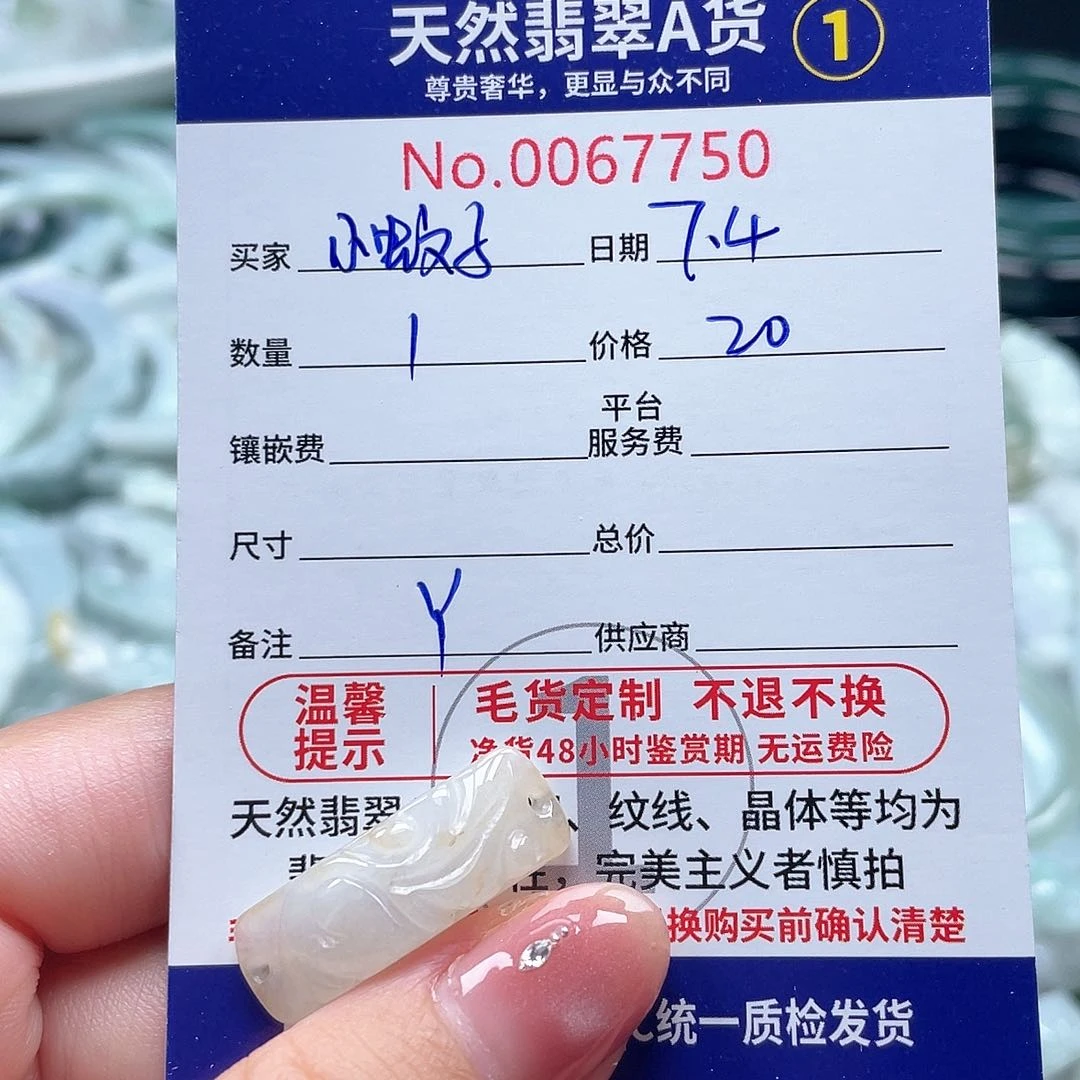 天然翡翠A货 1
尊贵奢华，更显与众不同
No.0067750
买家 小蚊子 日期 7.4
数量 1 价格 20
平台
镶嵌费 服务费
尺寸 总价
备注 Y 供应商
温馨 毛货定制 不退不换
提示 净货48小时鉴赏期 无运费险
天然翡翠 、纹线、晶体等均为
性，完美主义者慎拍
换购买前确认清楚
统一质检发货